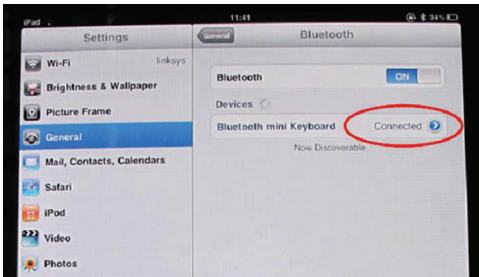 iPad
11:41
34%
Settings
General
Bluetooth
Wi-Fi
linksys
Brightness & Wallpaper
Picture Frame
General
Mail, Contacts, Calendars
Safari
iPod
Video
Photos
Bluetooth
ON
Devices
Bluetooth mini Keyboard
Connected
Now Discoverable